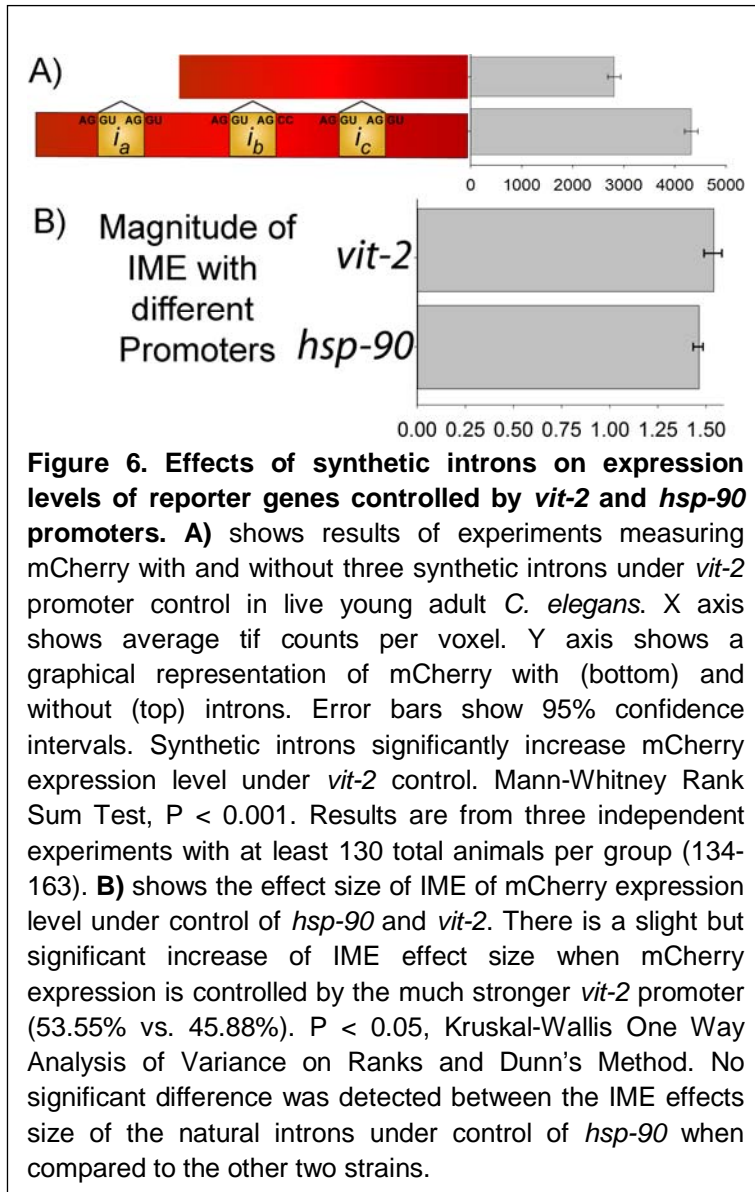 A)
AG GU AG GU AG GU AG CC AG GU AG GU
ia ib ic
0 1000 2000 3000 4000 5000
B) Magnitude of
IME with
different
Promoters
vit-2
hsp-90
0.00 0.25 0.50 0.75 1.00 1.25 1.50
Figure 6. Effects of synthetic introns on expression
levels of reporter genes controlled by vit-2 and hsp-90
promoters. A) shows results of experiments measuring
mCherry with and without three synthetic introns under vit-2
promoter control in live young adult C. elegans. X axis
shows average tif counts per voxel. Y axis shows a
graphical representation of mCherry with (bottom) and
without (top) introns. Error bars show 95% confidence
intervals. Synthetic introns significantly increase mCherry
expression level under vit-2 control. Mann-Whitney Rank
Sum Test, P < 0.001. Results are from three independent
experiments with at least 130 total animals per group (134-
163). B) shows the effect size of IME of mCherry expression
level under control of hsp-90 and vit-2. There is a slight but
significant increase of IME effect size when mCherry
expression is controlled by the much stronger vit-2 promoter
(53.55% vs. 45.88%). P < 0.05, Kruskal-Wallis One Way
Analysis of Variance on Ranks and Dunn’s Method. No
significant difference was detected between the IME effects
size of the natural introns under control of hsp-90 when
compared to the other two strains.